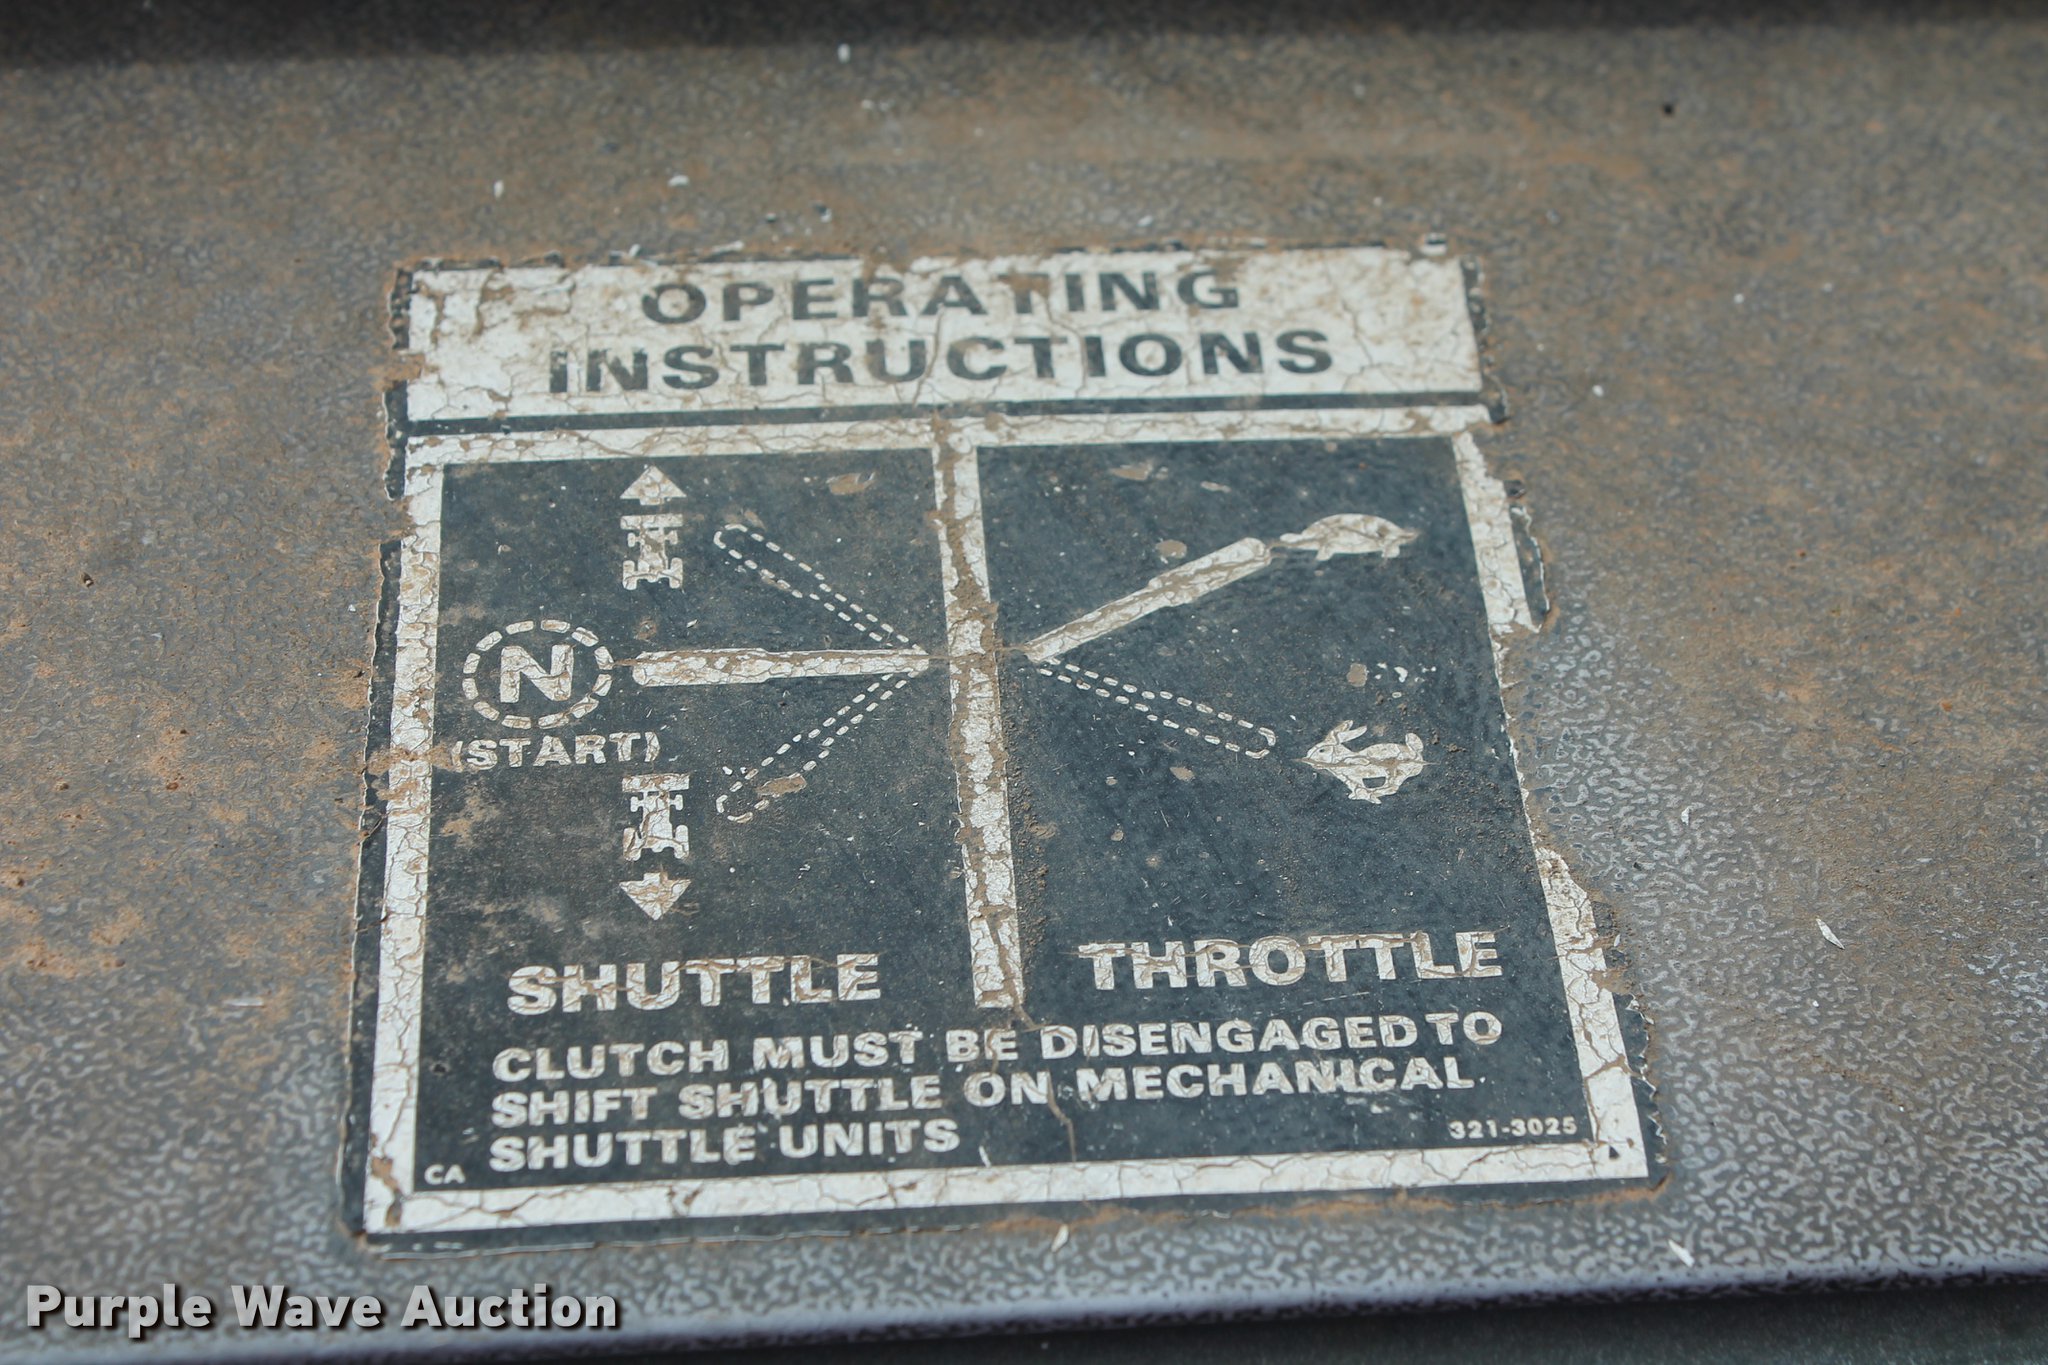 OPERATING
INSTRUCTIONS
N
(START)
SHUTTLE
THROTTLE
CLUTCH MUST BE DISENGAGED TO
SHIFT SHUTTLE ON MECHANICAL
SHUTTLE UNITS
321-3025
CA
Purple Wave Auction